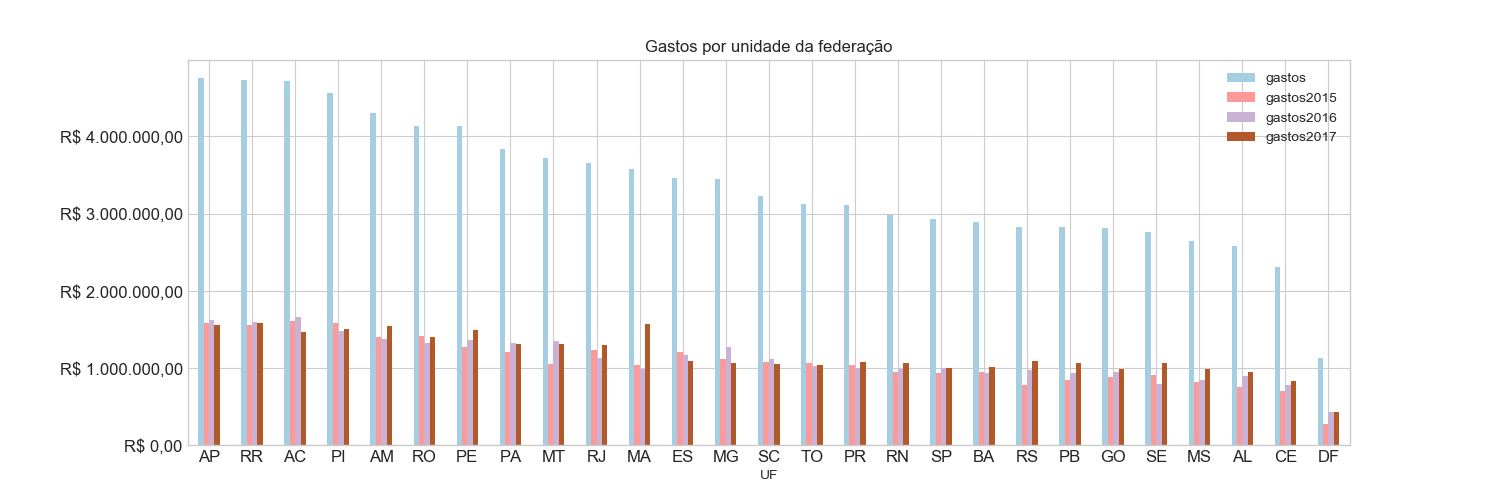 Gastos por unidade da federação
gastos
gastos2015
gastos2016
gastos2017
R$ 4.000.000,00
R$ 3.000.000,00
R$ 2.000.000,00
R$ 1.000.000,00
R$ 0,00
AP RR AC PI AM RO PE PA MT RJ MA ES MG SC TO PR RN SP BA RS PB GO SE MS AL CE DF
UF